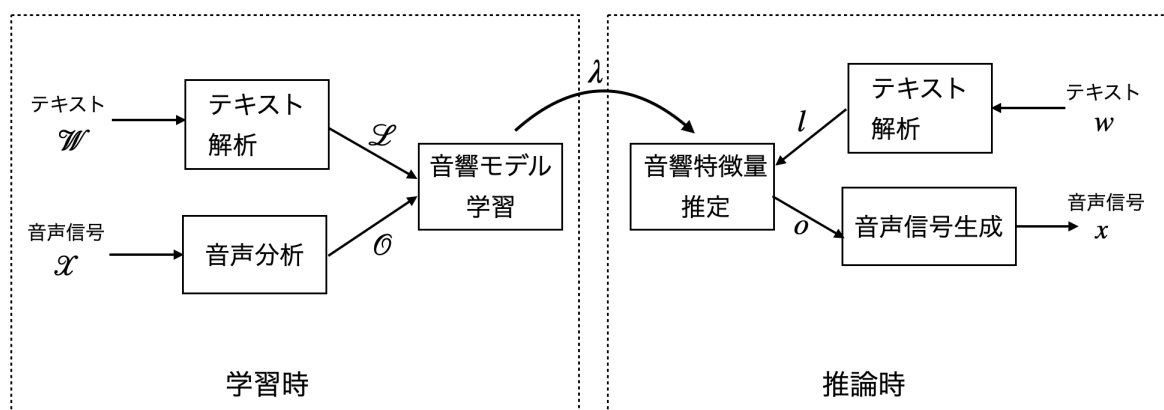 テキスト
𝒲
テキスト
解析
ℒ
音声信号
𝒳
音声分析
𝒪
音響モデル
学習
学習時
λ
テキスト
w
テキスト
解析
l
音響特徴量
推定
o
音声信号生成
音声信号
x
推論時